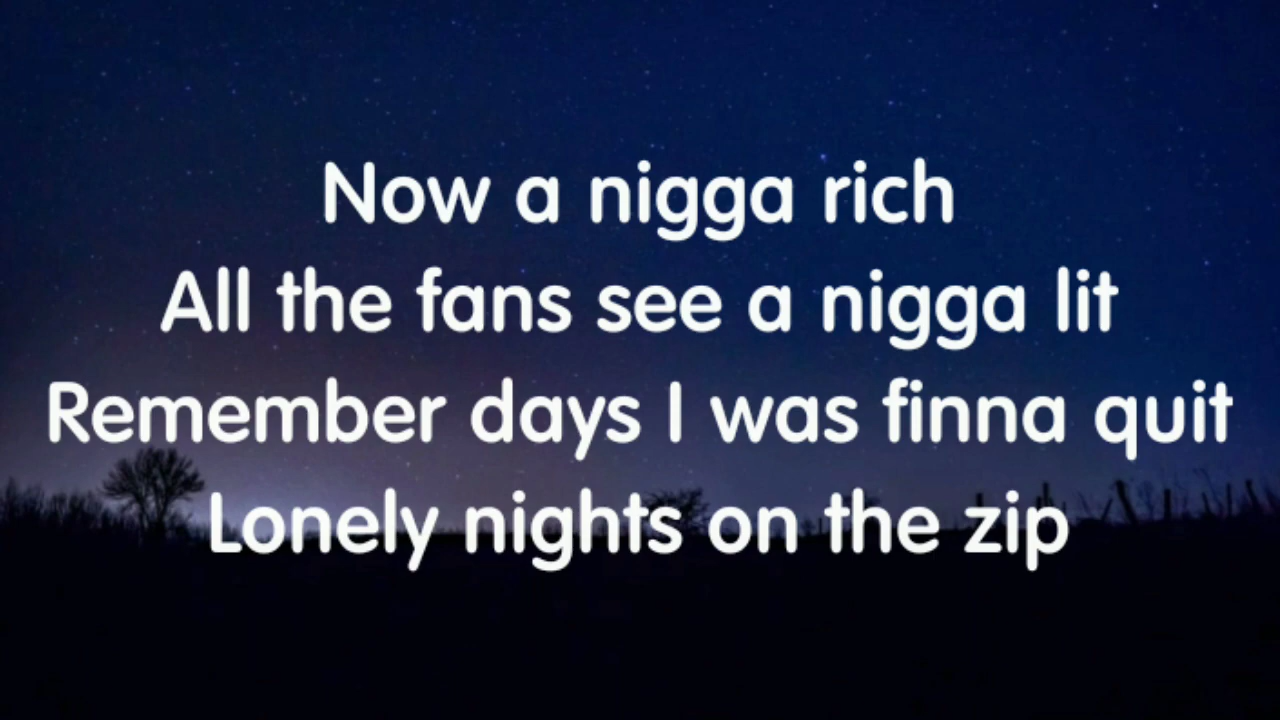 Now a nigga rich
All the fans see a nigga lit
Remember days I was finna quit
Lonely nights on the zip